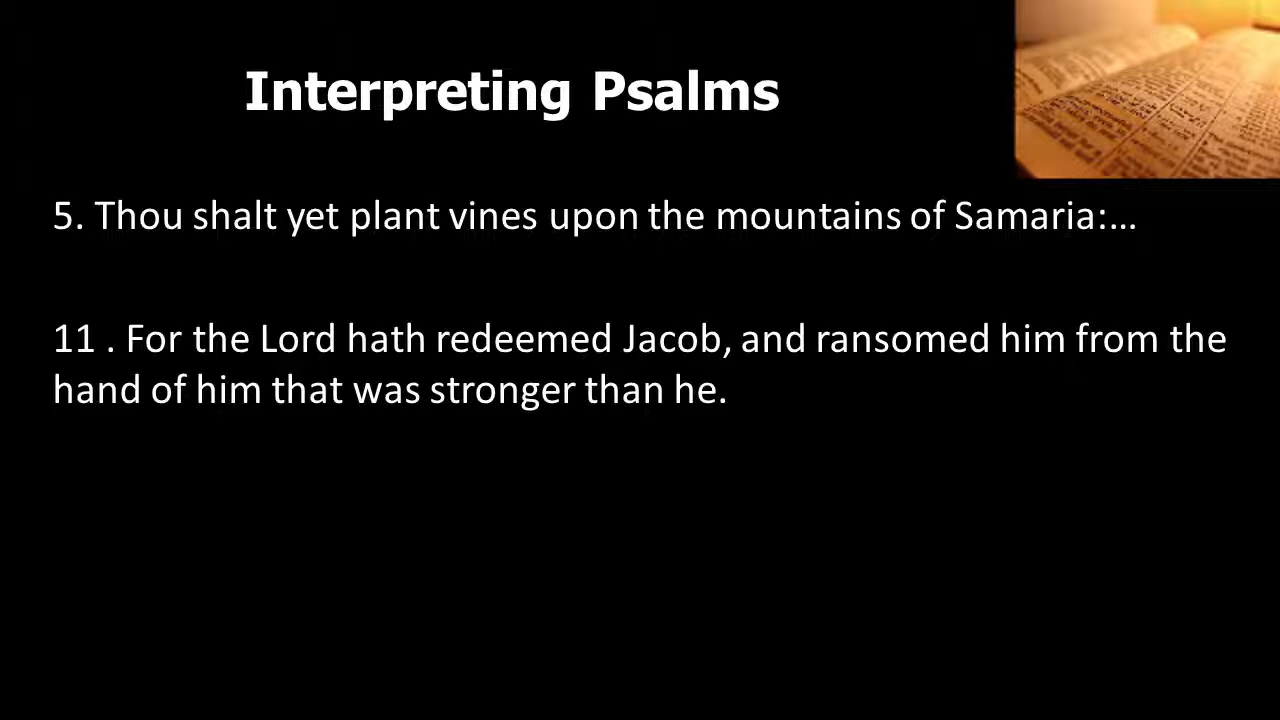 Interpreting Psalms
5. Thou shalt yet plant vines upon the mountains of Samaria:...
11 . For the Lord hath redeemed Jacob, and ransomed him from the
hand of him that was stronger than he.